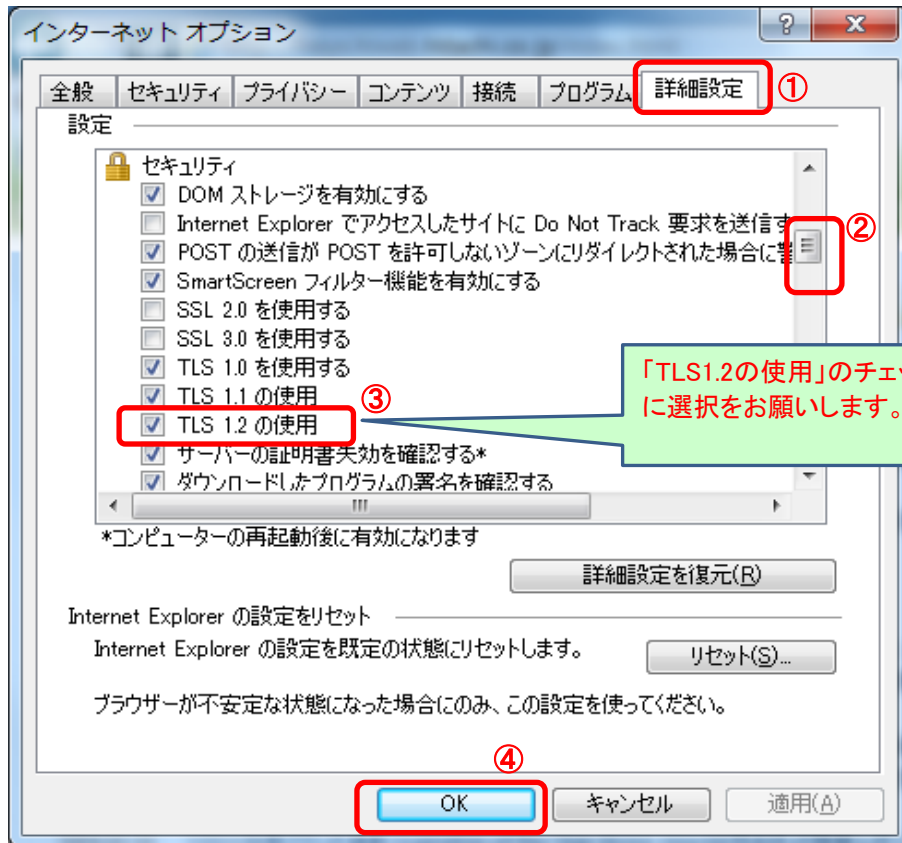 インターネット オプション
全般 セキュリティ プライバシー コンテンツ 接続 プログラム 詳細設定 ①
設定
セキュリティ
DOM ストレージを有効にする
Internet Explorer でアクセスしたサイトに Do Not Track 要求を送信す
②
POST の送信が POST を許可しないゾーンにリダイレクトされた場合に警
SmartScreen フィルター機能を有効にする
SSL 2.0 を使用する
SSL 3.0 を使用する
TLS 1.0 を使用する
TLS 1.1 の使用
③
TLS 1.2 の使用
「TLS1.2の使用」のチェッ
に選択をお願いします。
サーバーの証明書失効を確認する*
ダウンロードしたプログラムの署名を確認する
*コンピューターの再起動後に有効になります
詳細設定を復元(R)
Internet Explorer の設定をリセット
Internet Explorer の設定を既定の状態にリセットします。
リセット(S)...
ブラウザーが不安定な状態になった場合にのみ、この設定を使ってください。
④
OK キャンセル 適用(A)